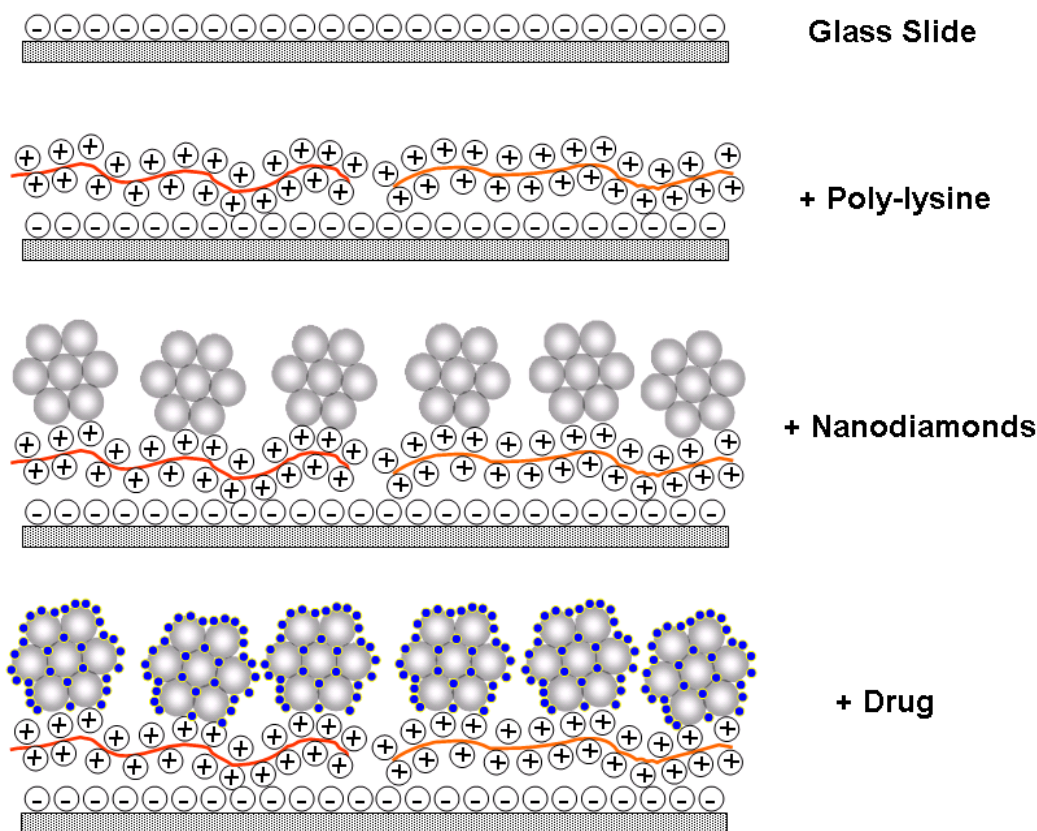 Glass Slide
+ Poly-lysine
+ Nanodiamonds
+ Drug